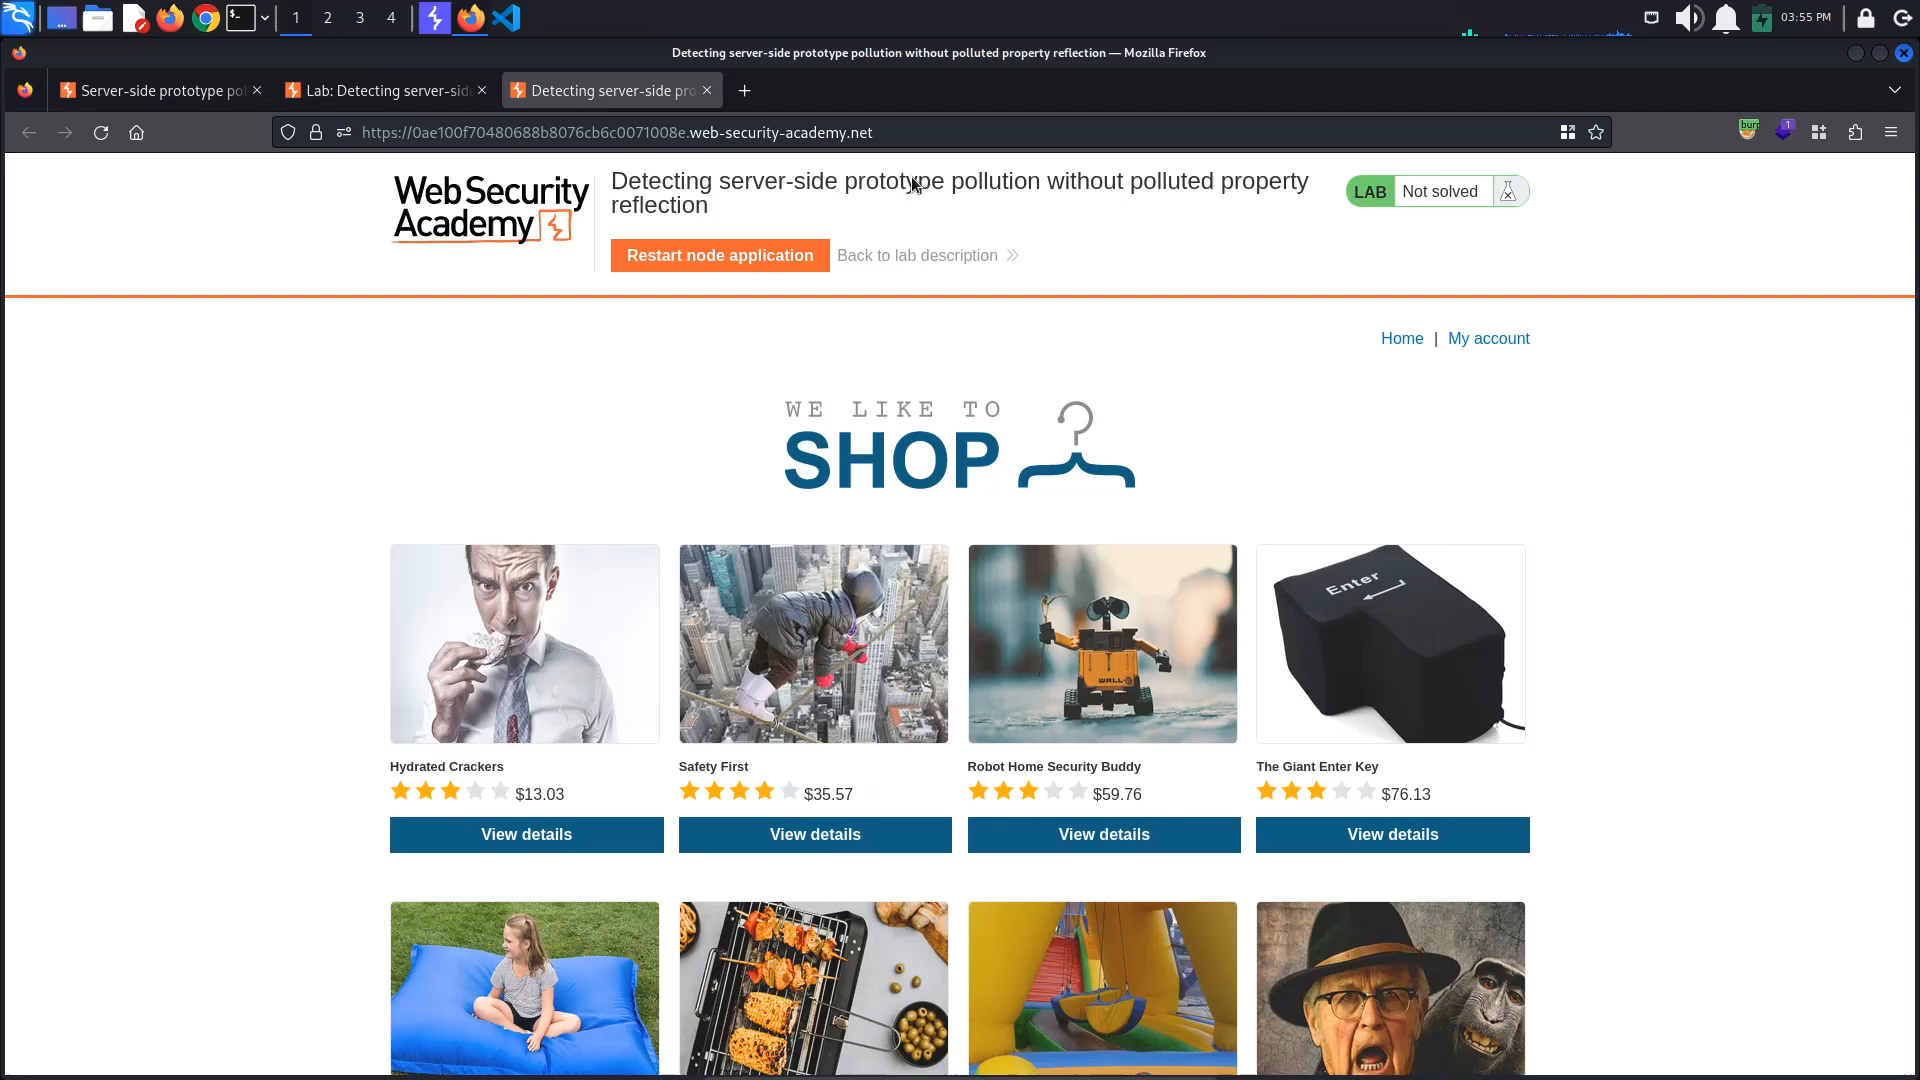 1 2 3 4
03:55 PM
Detecting server-side prototype pollution without polluted property reflection — Mozilla Firefox
Server-side prototype pol
Lab: Detecting server-side
Detecting server-side pro
https://0ae100f70480688b8076cb6c0071008e.web-security-academy.net
burp
1
WebSecurity
Academy
Detecting server-side prototype pollution without polluted property
reflection
LAB Not solved
Restart node application
Back to lab description
Home | My account
WE LIKE TO
SHOP
Enter
WALL-E
Hydrated Crackers
$13.03
View details
Safety First
$35.57
View details
Robot Home Security Buddy
$59.76
View details
The Giant Enter Key
$76.13
View details